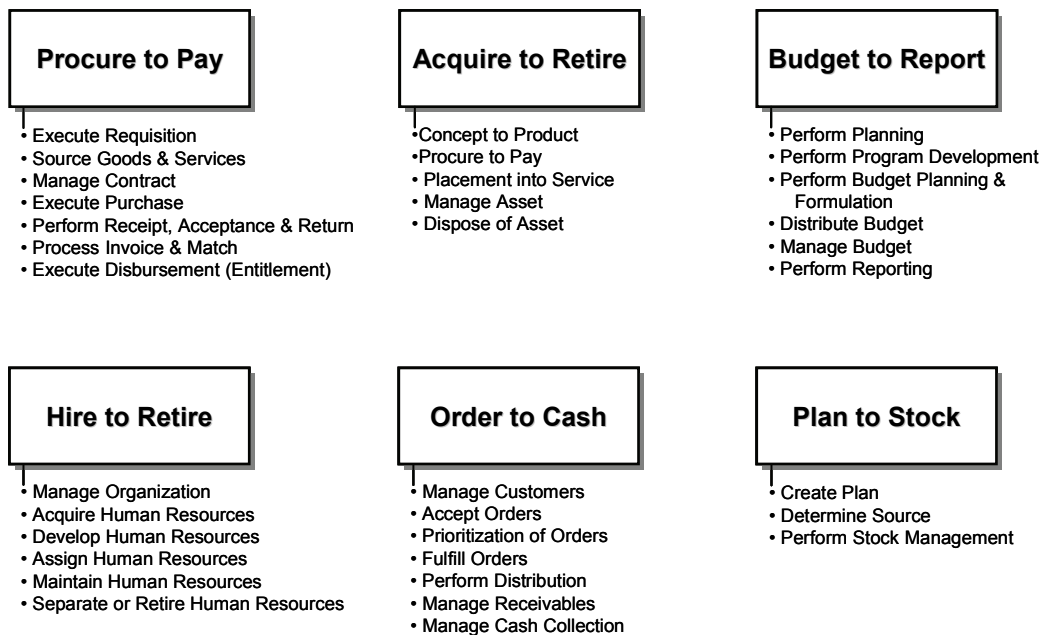 Procure to Pay
• Execute Requisition
• Source Goods & Services
• Manage Contract
• Execute Purchase
• Perform Receipt, Acceptance & Return
• Process Invoice & Match
• Execute Disbursement (Entitlement)
Acquire to Retire
•Concept to Product
•Procure to Pay
• Placement into Service
• Manage Asset
• Dispose of Asset
Budget to Report
• Perform Planning
• Perform Program Development
• Perform Budget Planning &
Formulation
• Distribute Budget
• Manage Budget
• Perform Reporting
Hire to Retire
• Manage Organization
• Acquire Human Resources
• Develop Human Resources
• Assign Human Resources
• Maintain Human Resources
• Separate or Retire Human Resources
Order to Cash
• Manage Customers
• Accept Orders
• Prioritization of Orders
• Fulfill Orders
• Perform Distribution
• Manage Receivables
• Manage Cash Collection
Plan to Stock
• Create Plan
• Determine Source
• Perform Stock Management